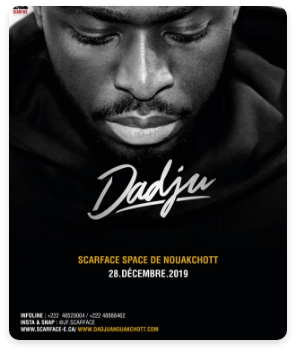 Dadju
SCARFACE SPACE DE NOUAKCHOTT
28.DÉCEMBRE.2019
INFOLINE : +222 48520004 / +222 48888462
INSTA & SNAP : @JF.SCARFACE
WWW.SCARFACE-E.CA/ WWW.DADJUANOUAKCHOTT.COM